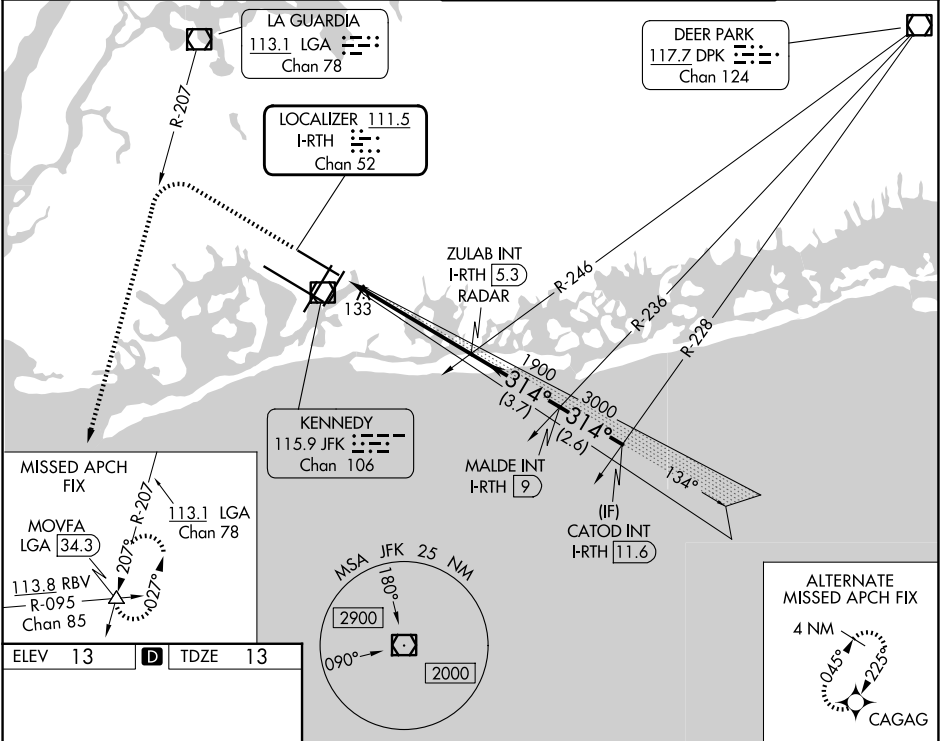 LA GUARDIA
113.1 LGA
Chan 78
DEER PARK
117.7 DPK
Chan 124
R-207
LOCALIZER 111.5
I-RTH
Chan 52
ZULAB INT
I-RTH 5.3
RADAR
R-246
R-236
R-228
133
1900
314°
(3.7)
3000
314°
(2.6)
134°
KENNEDY
115.9 JFK
Chan 106
MALDE INT
I-RTH 9
(IF)
CATOD INT
I-RTH 11.6
MISSED APCH
FIX
R-207
113.1 LGA
Chan 78
MOVFA
LGA 34.3
207°
027°
113.8 RBV
R-095
Chan 85
MSA JFK 25 NM
180°
2900
090°
2000
ALTERNATE
MISSED APCH FIX
4 NM
045°
225°
CAGAG
ELEV 13 D TDZE 13